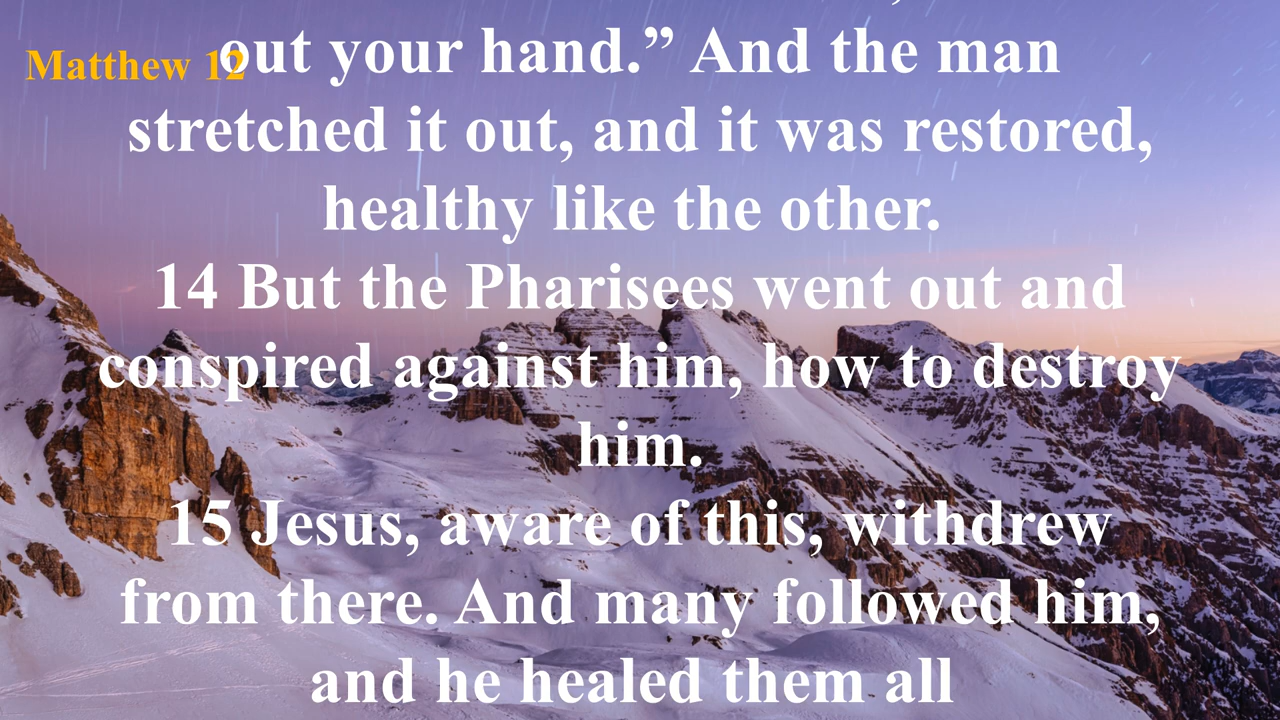 Matthew 12
out your hand.” And the man
stretched it out, and it was restored,
healthy like the other.
14 But the Pharisees went out and
conspired against him, how to destroy
him.
15 Jesus, aware of this, withdrew
from there. And many followed him,
and he healed them all